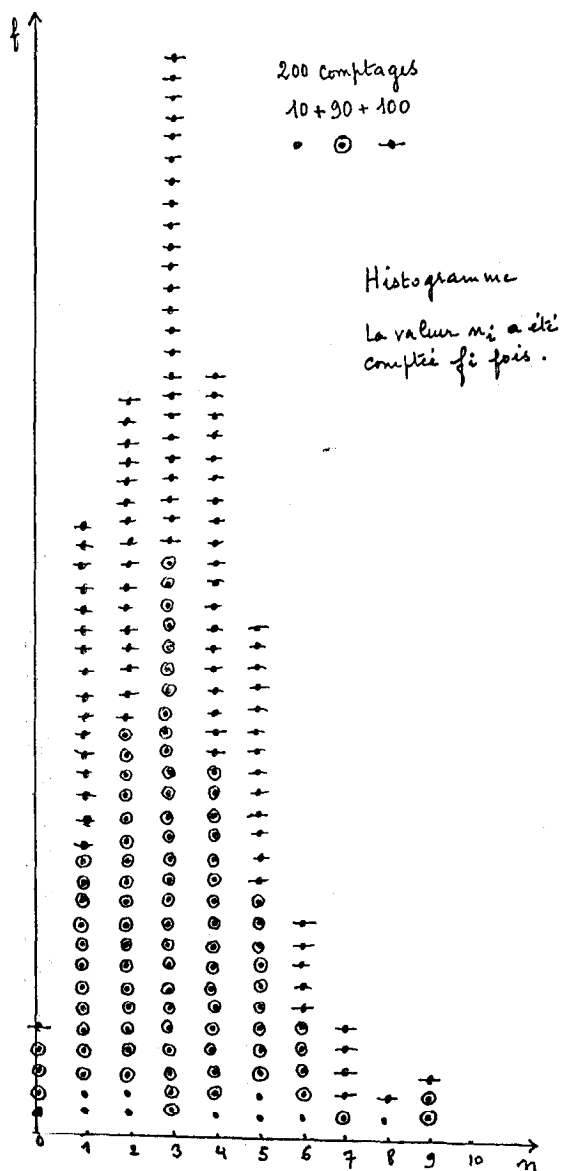 f
200 comptages
10 + 90 + 100
Histogramme
La valeur nᵢ a été
comptée fᵢ fois.
0 1 2 3 4 5 6 7 8 9 10 n